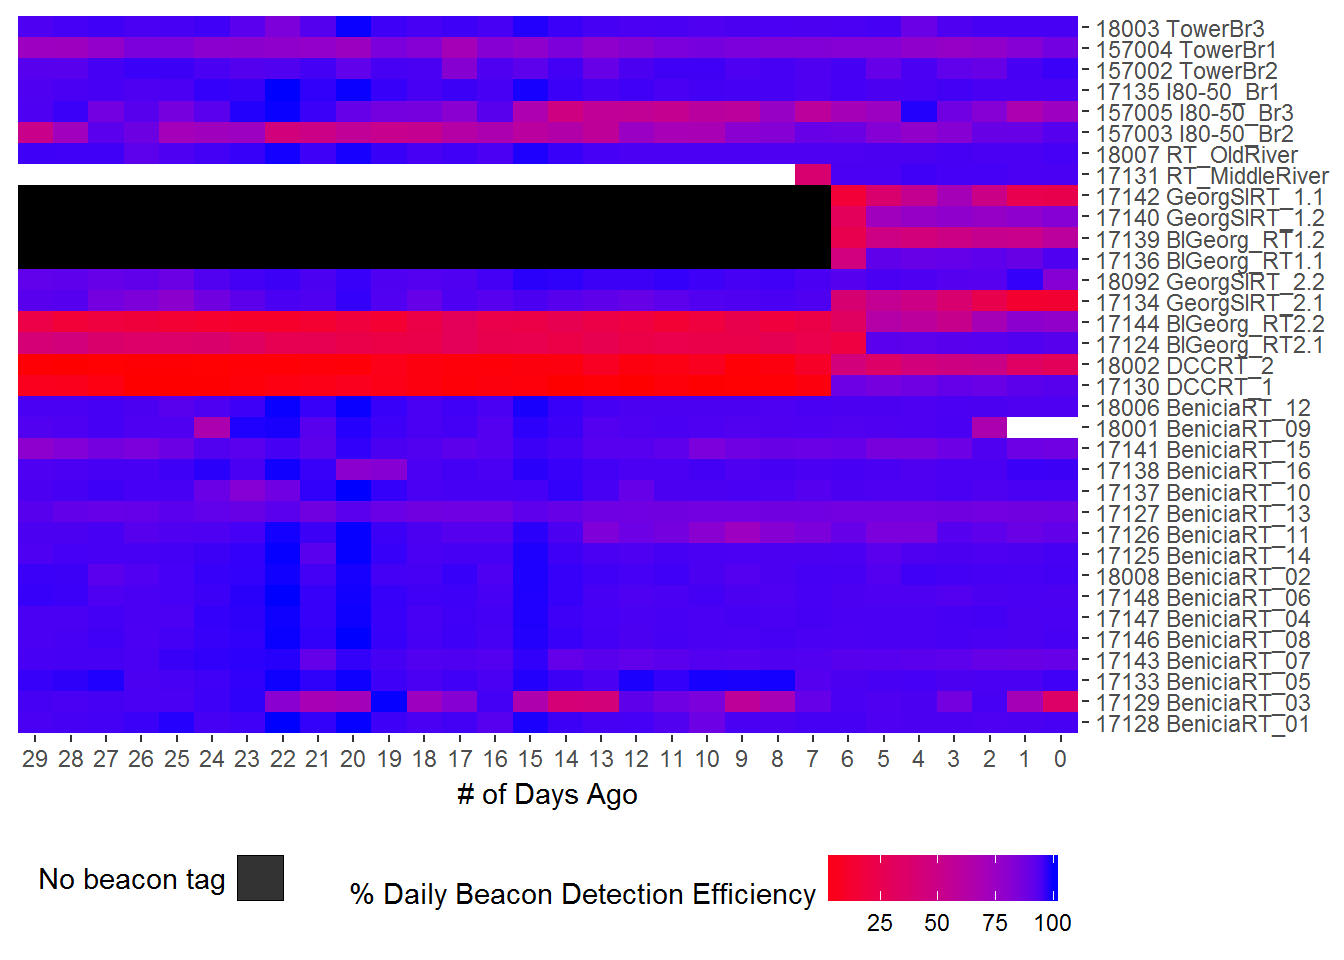 18003 TowerBr3
157004 TowerBr1
157002 TowerBr2
17135 I80-50_Br1
157005 I80-50_Br3
157003 I80-50_Br2
18007 RT_OldRiver
17131 RT_MiddleRiver
17142 GeorgSlRT_1.1
17140 GeorgSlRT_1.2
17139 BlGeorg_RT1.2
17136 BlGeorg_RT1.1
18092 GeorgSlRT_2.2
17134 GeorgSlRT_2.1
17144 BlGeorg_RT2.2
17124 BlGeorg_RT2.1
18002 DCCRT_2
17130 DCCRT_1
18006 BeniciaRT_12
18001 BeniciaRT_09
17141 BeniciaRT_15
17138 BeniciaRT_16
17137 BeniciaRT_10
17127 BeniciaRT_13
17126 BeniciaRT_11
17125 BeniciaRT_14
18008 BeniciaRT_02
17148 BeniciaRT_06
17147 BeniciaRT_04
17146 BeniciaRT_08
17143 BeniciaRT_07
17133 BeniciaRT_05
17129 BeniciaRT_03
17128 BeniciaRT_01
29 28 27 26 25 24 23 22 21 20 19 18 17 16 15 14 13 12 11 10 9 8 7 6 5 4 3 2 1 0
# of Days Ago
No beacon tag
% Daily Beacon Detection Efficiency
25 50 75 100